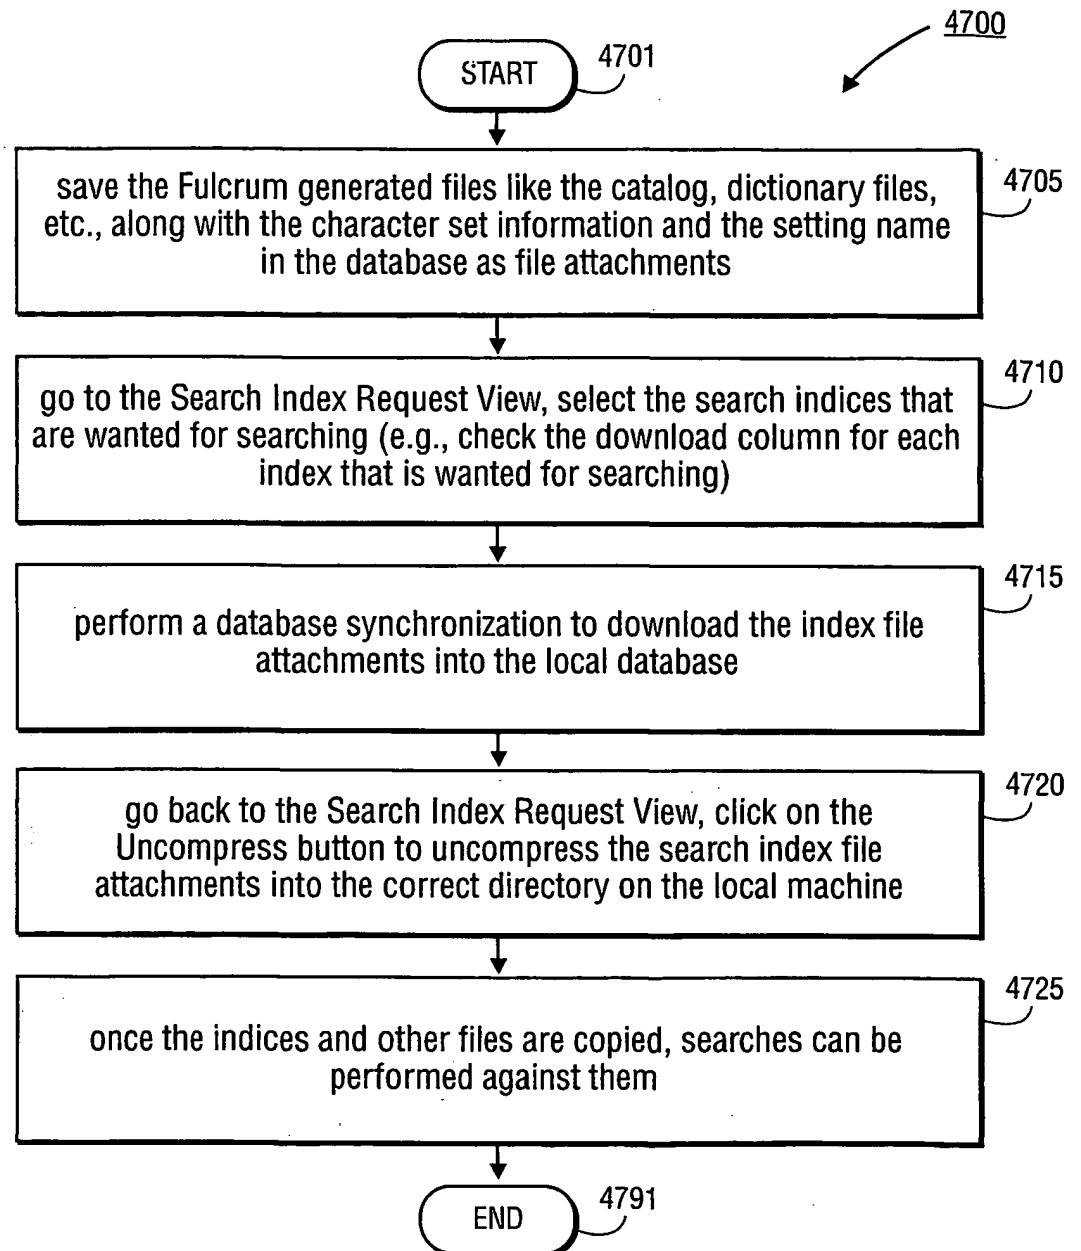 4700
START
4701
save the Fulcrum generated files like the catalog, dictionary files,
etc., along with the character set information and the setting name
in the database as file attachments
4705
go to the Search Index Request View, select the search indices that
are wanted for searching (e.g., check the download column for each
index that is wanted for searching)
4710
perform a database synchronization to download the index file
attachments into the local database
4715
go back to the Search Index Request View, click on the
Uncompress button to uncompress the search index file
attachments into the correct directory on the local machine
4720
once the indices and other files are copied, searches can be
performed against them
4725
END
4791